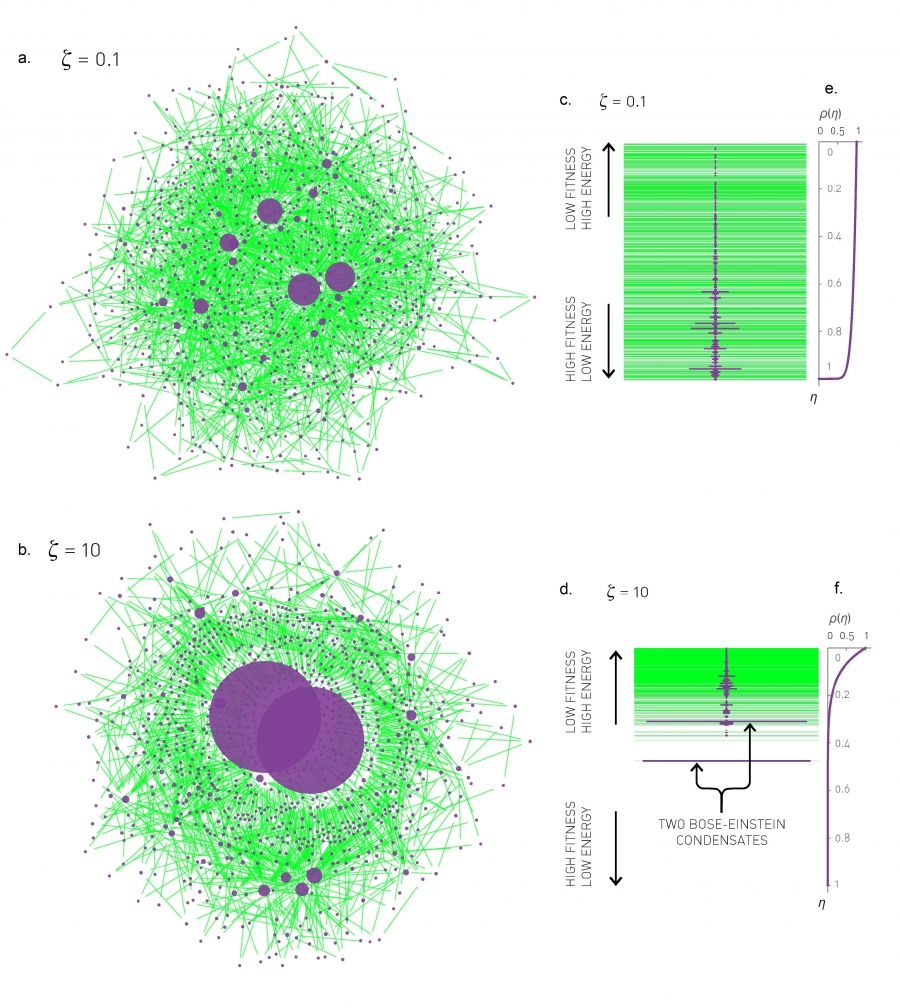 a. ζ = 0.1
c. ζ = 0.1
e.
ρ(η)
0 0.5 1
LOW FITNESS
HIGH ENERGY
HIGH FITNESS
LOW ENERGY
0
0.2
0.4
0.6
0.8
1
η
b. ζ = 10
d. ζ = 10
f.
ρ(η)
0 0.5 1
LOW FITNESS
HIGH ENERGY
HIGH FITNESS
LOW ENERGY
TWO BOSE-EINSTEIN
CONDENSATES
0
0.2
0.4
0.6
0.8
1
η